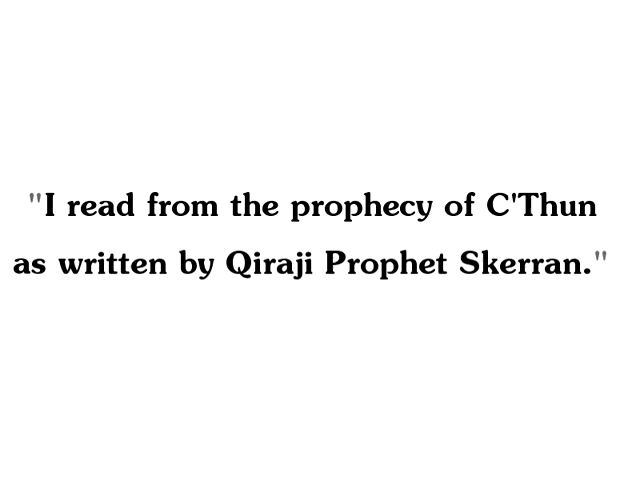 "I read from the prophecy of C'Thun
as written by Qiraji Prophet Skerran."